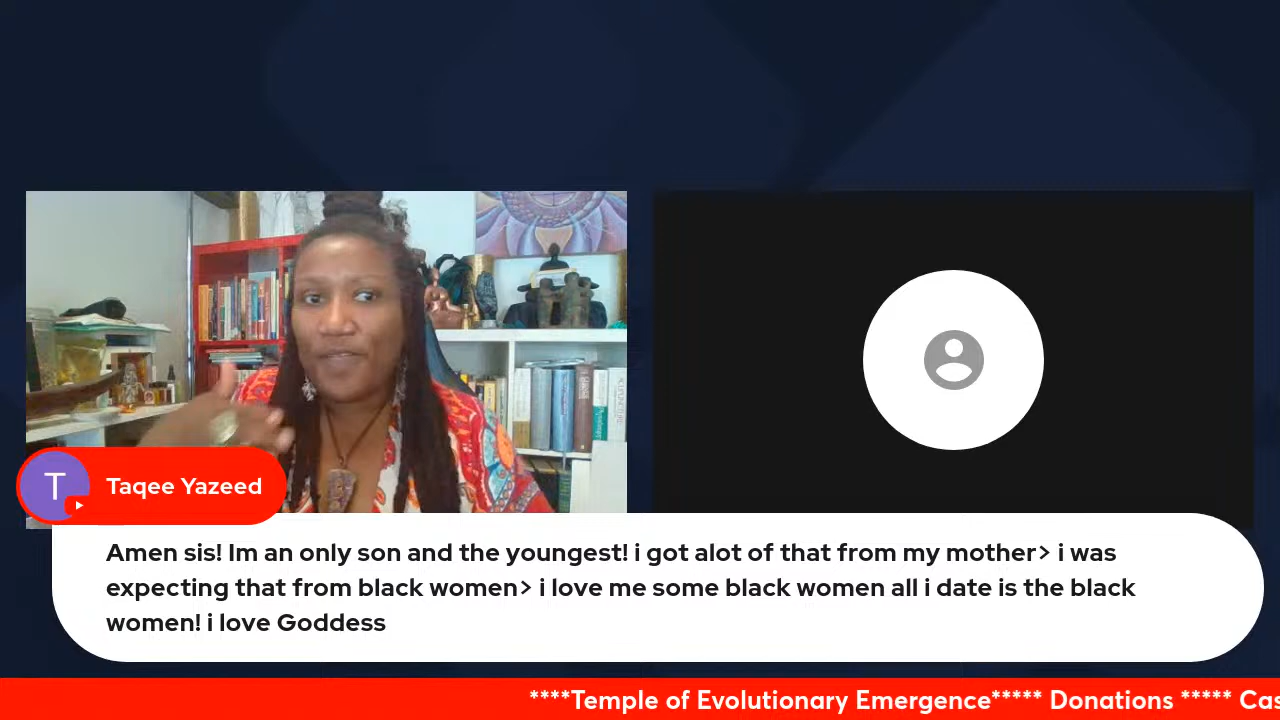 T
Taqee Yazeed
Amen sis! Im an only son and the youngest! i got alot of that from my mother> i was
expecting that from black women> i love me some black women all i date is the black
women! i love Goddess
****Temple of Evolutionary Emergence***** Donations ***** Cas